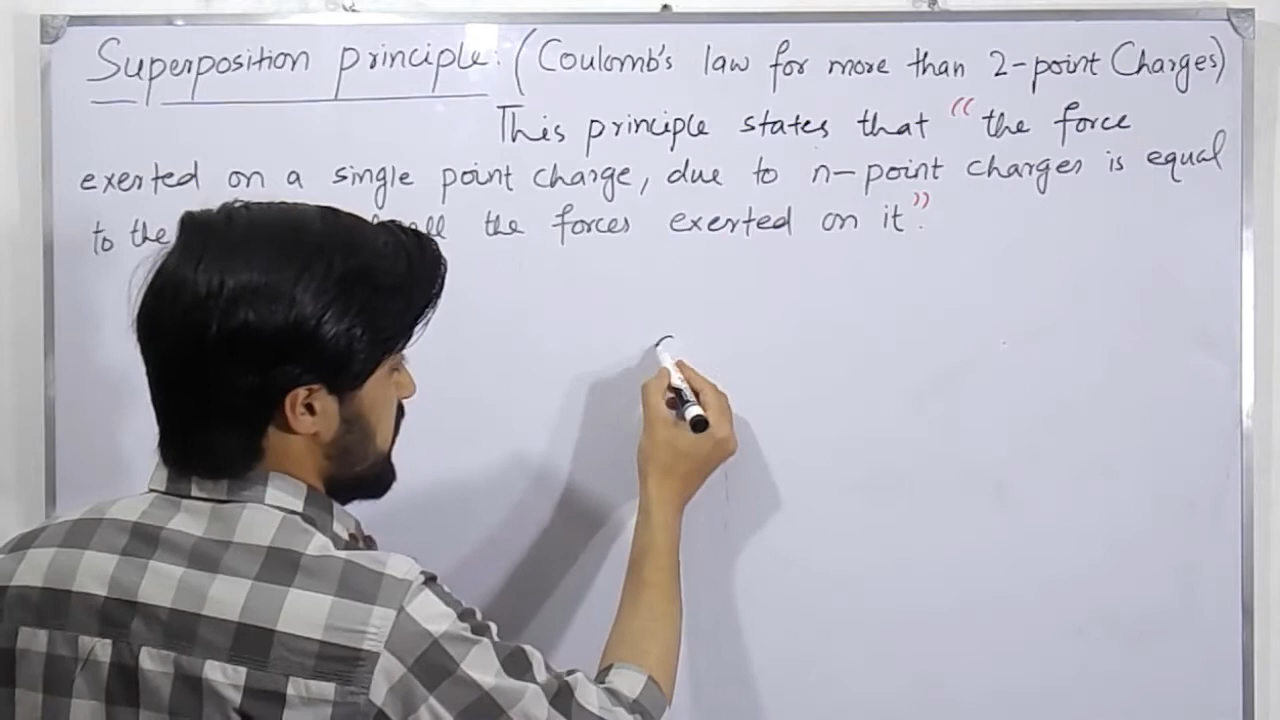 Superposition principle: (Coulomb's law for more than 2-point Charges)
This principle states that "the force
exerted on a single point charge, due to n-point charges is equal
to the all the forces exerted on it".